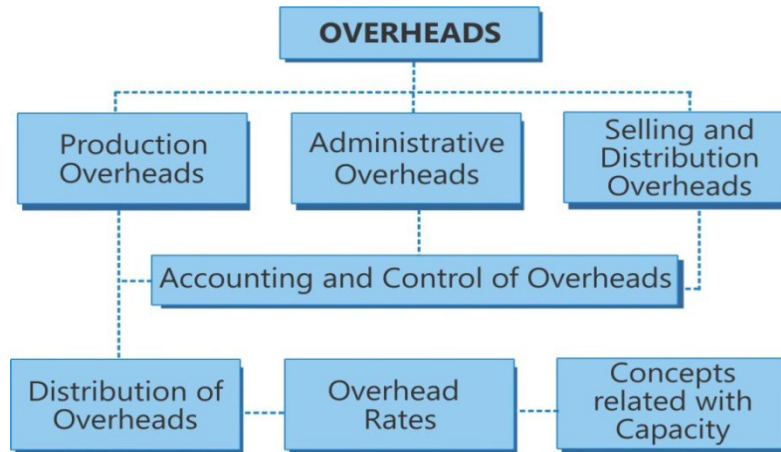 OVERHEADS
Production
Overheads
Administrative
Overheads
Selling and
Distribution
Overheads
Accounting and Control of Overheads
Distribution of
Overheads
Overhead
Rates
Concepts
related with
Capacity